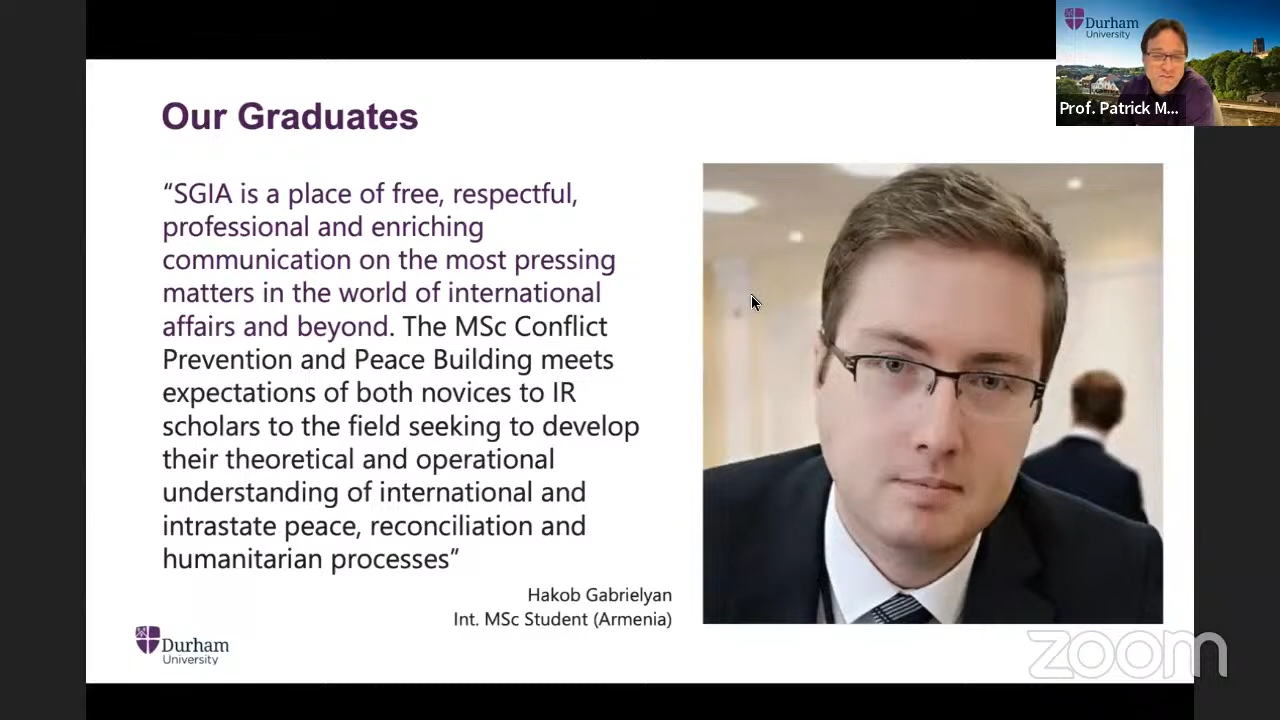 Our Graduates
“SGIA is a place of free, respectful,
professional and enriching
communication on the most pressing
matters in the world of international
affairs and beyond. The MSc Conflict
Prevention and Peace Building meets
expectations of both novices to IR
scholars to the field seeking to develop
their theoretical and operational
understanding of international and
intrastate peace, reconciliation and
humanitarian processes”
Hakob Gabrielyan
Int. MSc Student (Armenia)
Durham
University
Durham
University
Prof. Patrick M...
zoom